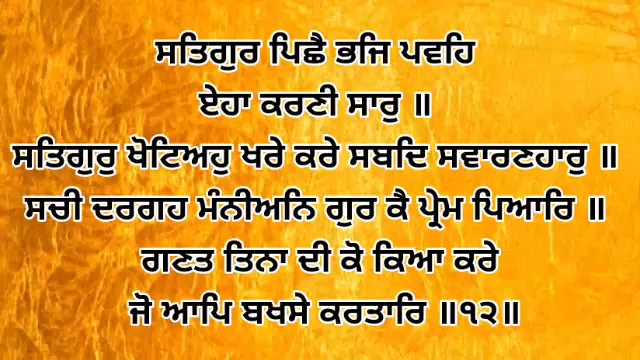 ਸਤਿਗੁਰ ਪਿਛੈ ਭਜਿ ਪਵਹਿ
ਏਹਾ ਕਰਣੀ ਸਾਰੁ ॥
ਸਤਿਗੁਰੁ ਖੋਟਿਅਹੁ ਖਰੇ ਕਰੇ ਸਬਦਿ ਸਵਾਰਣਹਾਰੁ ॥
ਸਚੀ ਦਰਗਹ ਮੰਨੀਅਨਿ ਗੁਰ ਕੈ ਪ੍ਰੇਮ ਪਿਆਰਿ ॥
ਗਣਤ ਤਿਨਾ ਦੀ ਕੋ ਕਿਆ ਕਰੇ
ਜੋ ਆਪਿ ਬਖਸੇ ਕਰਤਾਰਿ ॥੧੨॥